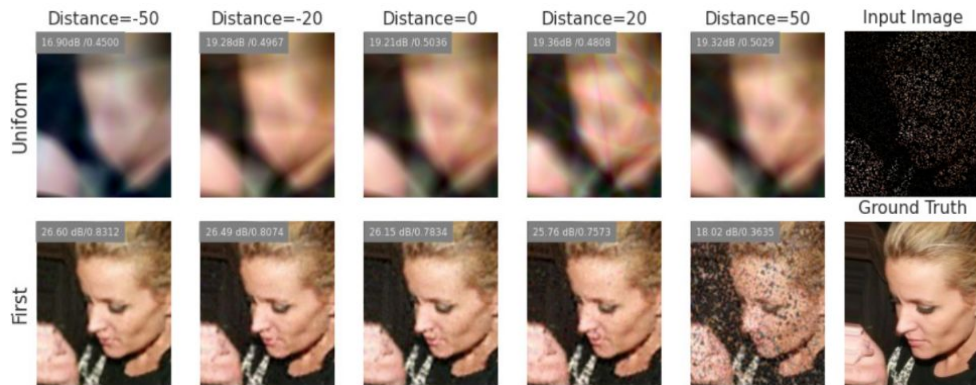 Distance=-50 Distance=-20 Distance=0 Distance=20 Distance=50 Input Image
Uniform
16.90dB /0.4500 19.28dB /0.4967 19.21dB /0.5036 19.36dB /0.4808 19.32dB /0.5029
Ground Truth
First
26.60 dB/0.8312 26.49 dB/0.8074 26.15 dB/0.7834 25.76 dB/0.7573 18.02 dB/0.3635